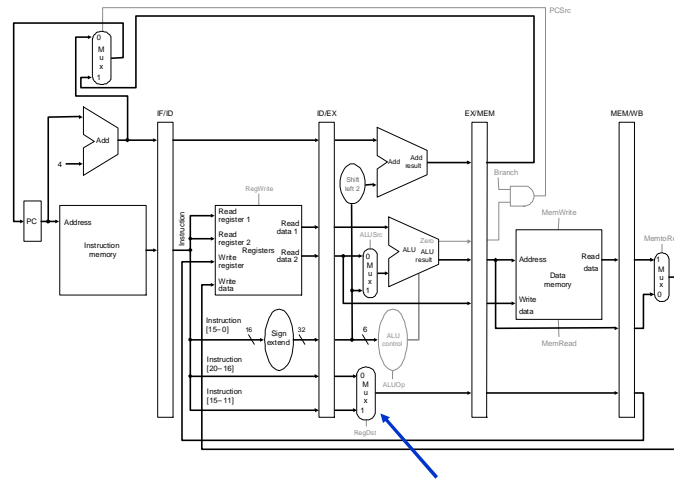 PCSrc
0
M
u
x
1
IF/ID
ID/EX
EX/MEM
MEM/WB
Add
4
Add
Add
result
Shift
left 2
Branch
RegWrite
PC
Address
Instruction
memory
Instruction
Read
register 1
Read
register 2
Registers
Write
register
Write
data
Read
data 1
Read
data 2
ALUSrc
0
M
u
x
1
Zero
ALU
ALU
result
MemWrite
Address
Data
memory
Read
data
Write
data
MemRead
MemtoRe
1
M
u
x
0
Instruction
[15–0]
16
Sign
extend
32
6
ALU
control
ALUOp
Instruction
[20–16]
Instruction
[15–11]
0
M
u
x
1
RegDst